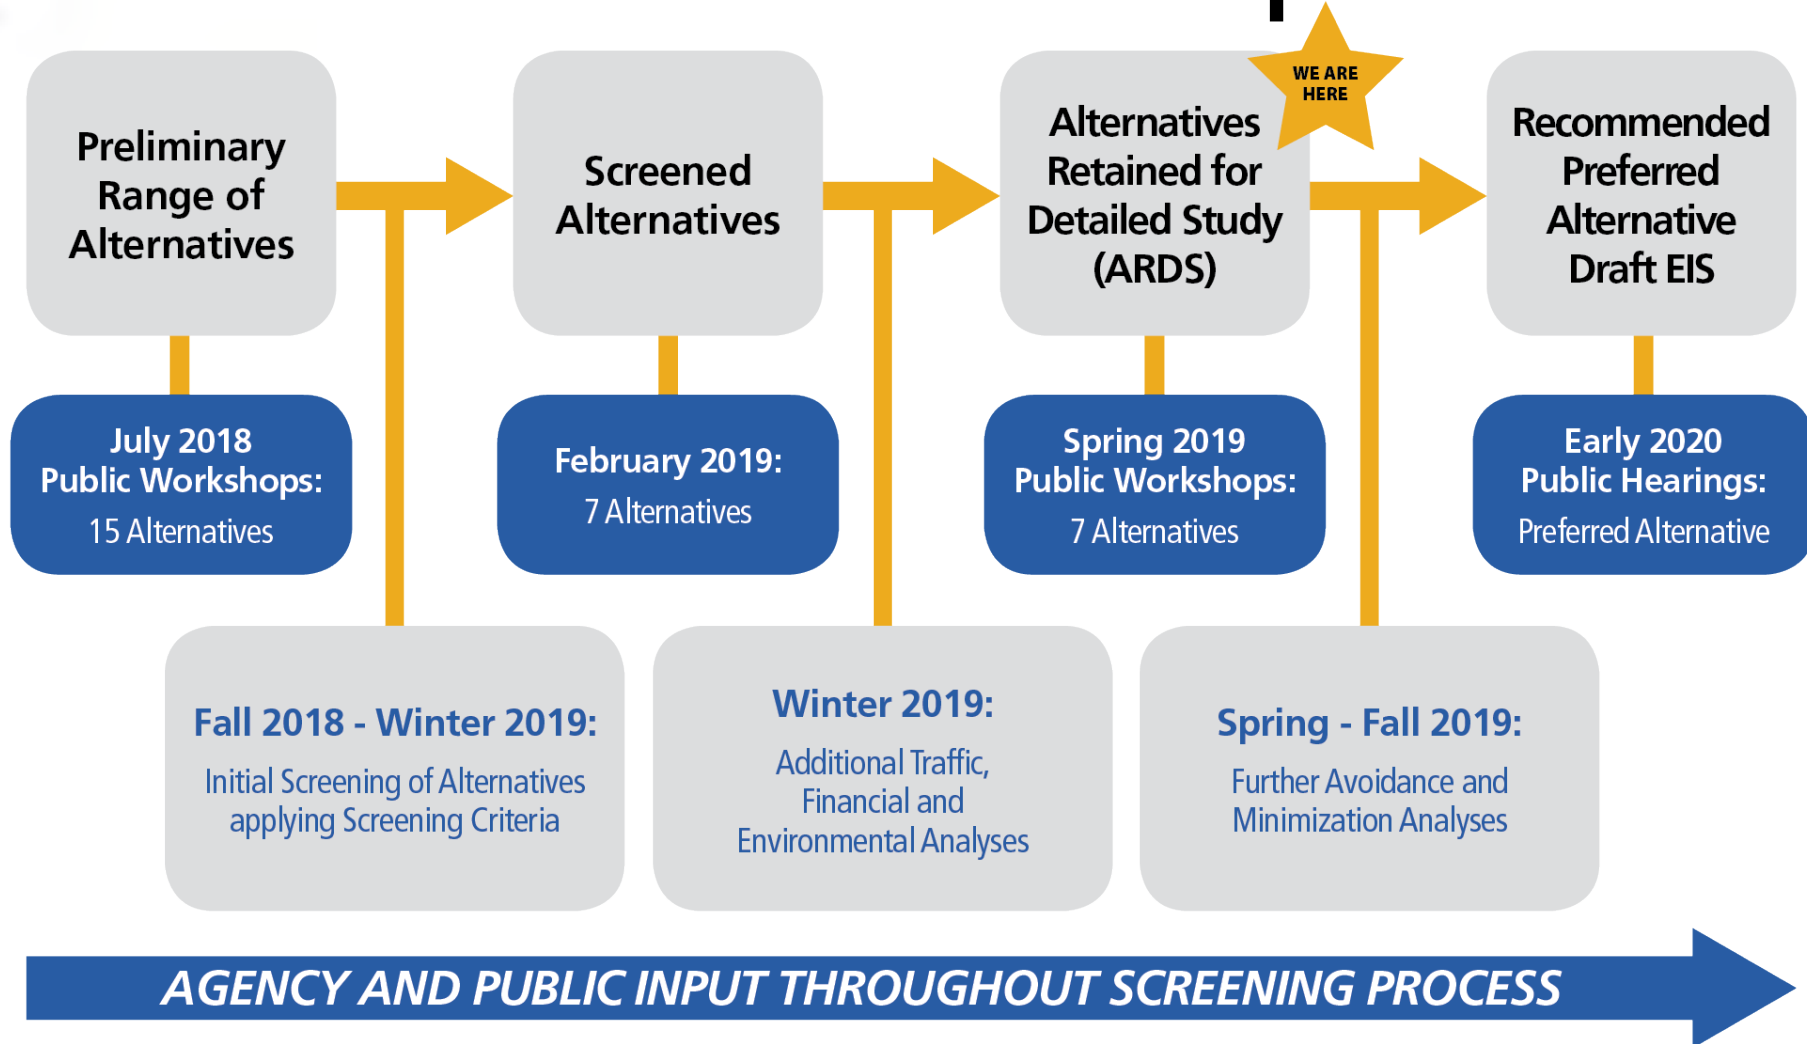 WE ARE
HERE
Preliminary
Range of
Alternatives
Screened
Alternatives
Alternatives
Retained for
Detailed Study
(ARDS)
Recommended
Preferred
Alternative
Draft EIS
July 2018
Public Workshops:
15 Alternatives
February 2019:
7 Alternatives
Spring 2019
Public Workshops:
7 Alternatives
Early 2020
Public Hearings:
Preferred Alternative
Fall 2018 - Winter 2019:
Initial Screening of Alternatives
applying Screening Criteria
Winter 2019:
Additional Traffic,
Financial and
Environmental Analyses
Spring - Fall 2019:
Further Avoidance and
Minimization Analyses
AGENCY AND PUBLIC INPUT THROUGHOUT SCREENING PROCESS